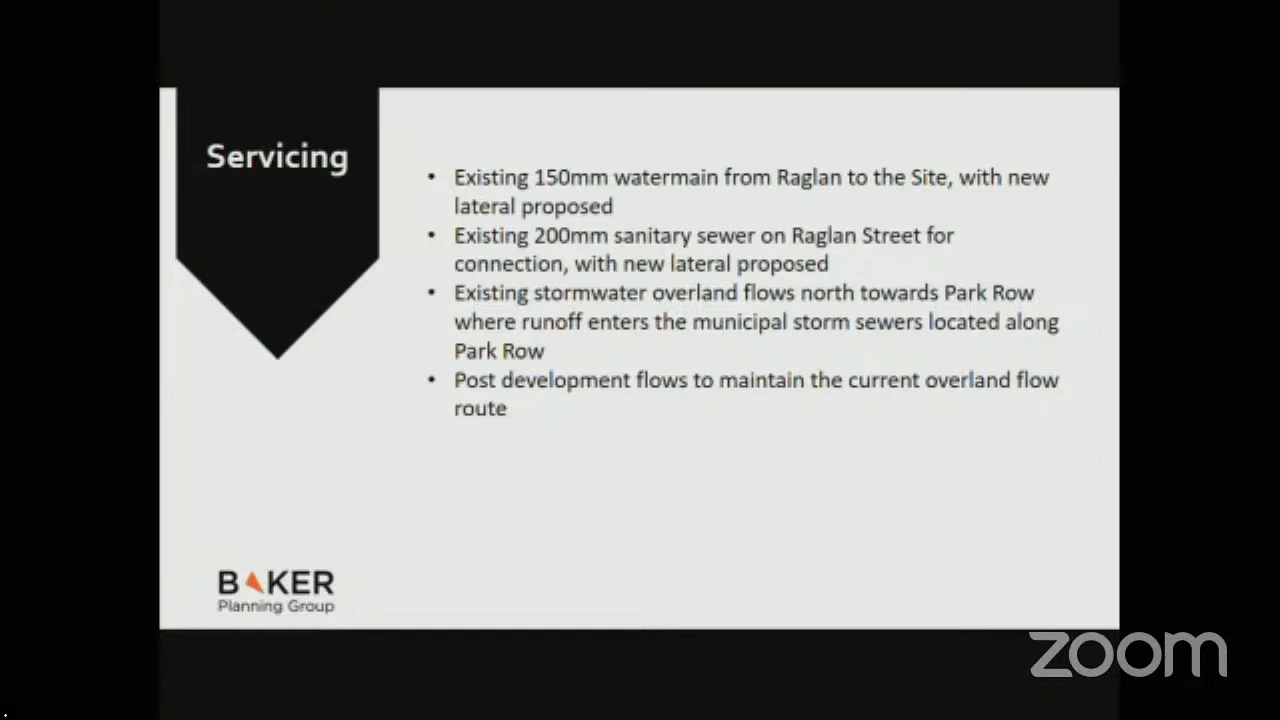 Servicing
• Existing 150mm watermain from Raglan to the Site, with new
lateral proposed
• Existing 200mm sanitary sewer on Raglan Street for
connection, with new lateral proposed
• Existing stormwater overland flows north towards Park Row
where runoff enters the municipal storm sewers located along
Park Row
• Post development flows to maintain the current overland flow
route
BAKER
Planning Group
zoom